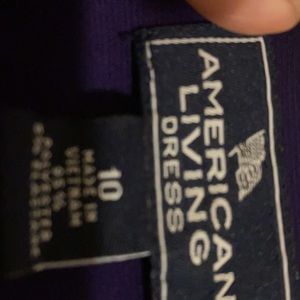 AMERICAN
LIVING
DRESS
10
MADE IN
VIETNAM